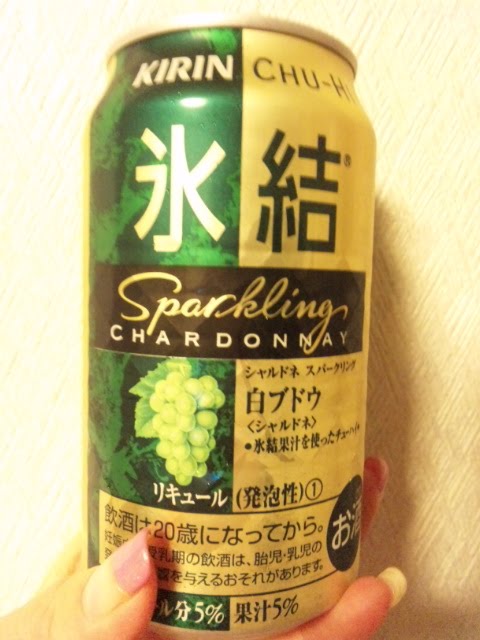 KIRIN CHU-HI
氷結®
Sparkling
CHARDONNAY
シャルドネ スパークリング
白ブドウ
〈シャルドネ〉
•氷結果汁を使ったチューハイ
リキュール(発泡性)①
飲酒は20歳になってから。
授乳期の飲酒は、胎児・乳児の
を与えるおそれがあります。
お酒
ル分5% 果汁5%